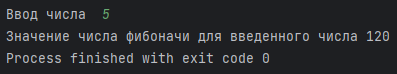 Ввод числа  5
Значение числа фибоначи для введенного числа 120
Process finished with exit code 0